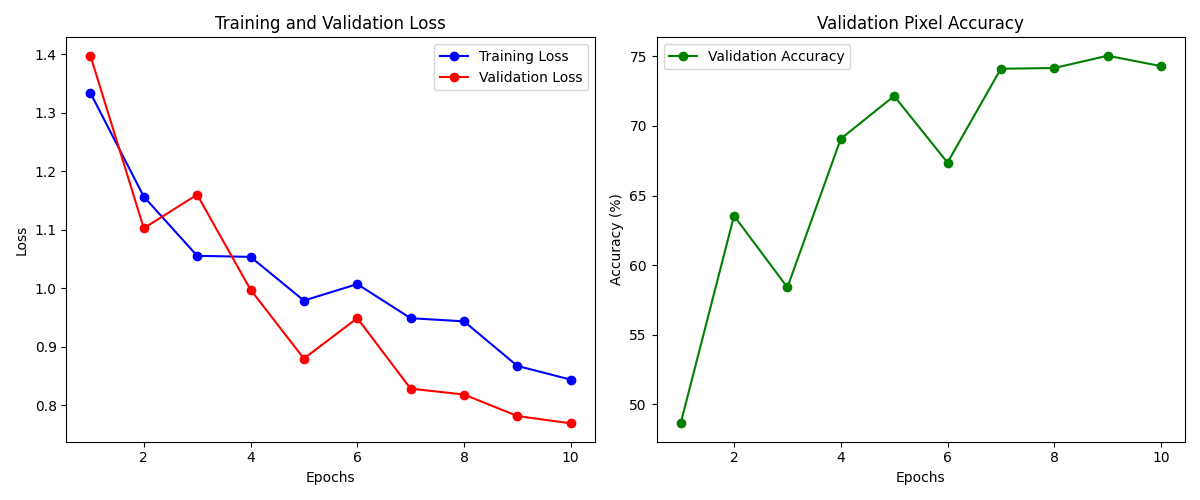 Training and Validation Loss
Training Loss
Validation Loss
1.4
1.3
1.2
1.1
1.0
0.9
0.8
Loss
2 4 6 8 10
Epochs
Validation Pixel Accuracy
Validation Accuracy
75
70
65
60
55
50
Accuracy (%)
2 4 6 8 10
Epochs